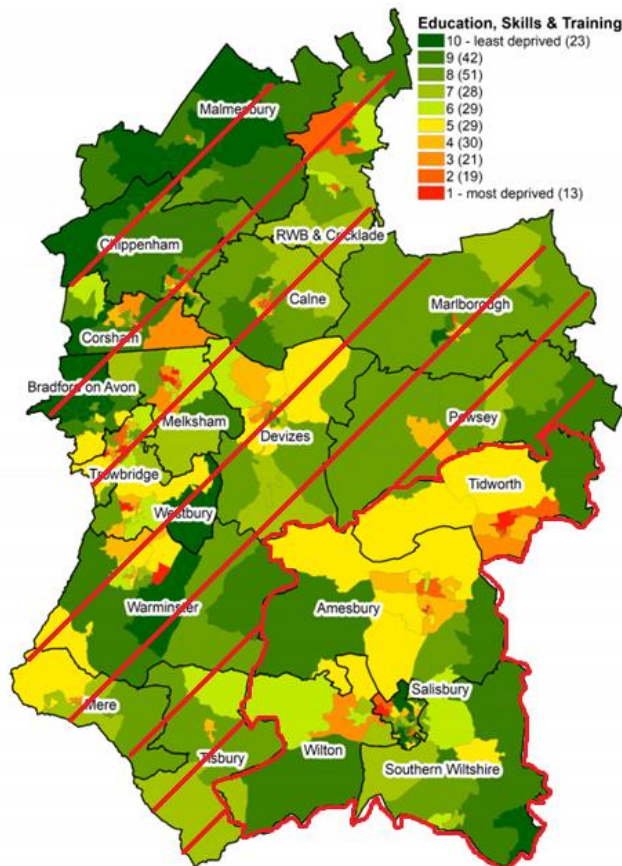 Education, Skills & Training
10 - least deprived (23)
9 (42)
8 (51)
7 (28)
6 (29)
5 (29)
4 (30)
3 (21)
2 (19)
1 - most deprived (13)
Malmesbury
RWB & Cricklade
Chippenham
Calne
Marlborough
Corsham
Bradford on Avon
Melksham
Devizes
Pewsey
Trowbridge
Tidworth
Westbury
Warminster
Amesbury
Salisbury
Mere
Tisbury
Wilton
Southern Wiltshire